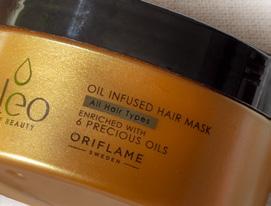 leo
BEAUTY
OIL INFUSED HAIR MASK
All Hair Types
ENRICHED WITH
6 PRECIOUS OILS
ORIFLAME
SWEDEN